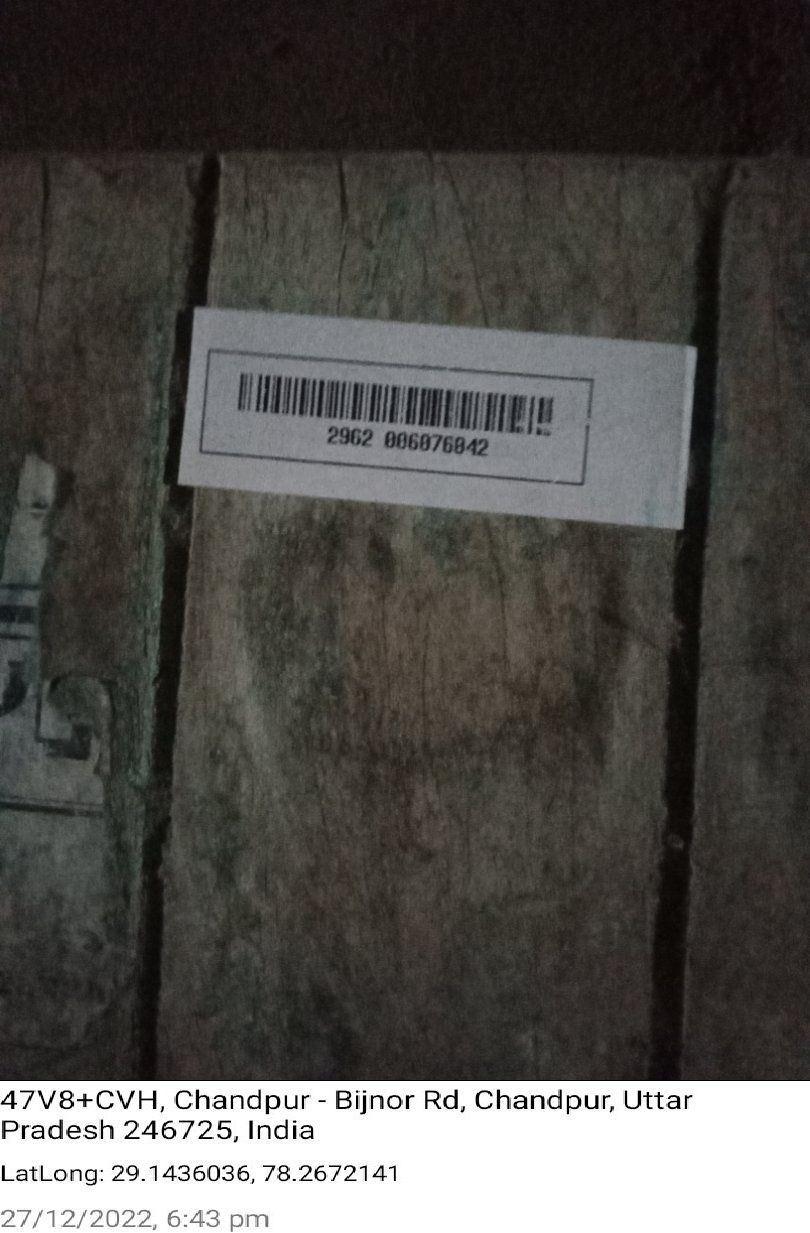 2962 006076042
47V8+CVH, Chandpur - Bijnor Rd, Chandpur, Uttar
Pradesh 246725, India
LatLong: 29.1436036, 78.2672141
27/12/2022, 6:43 pm